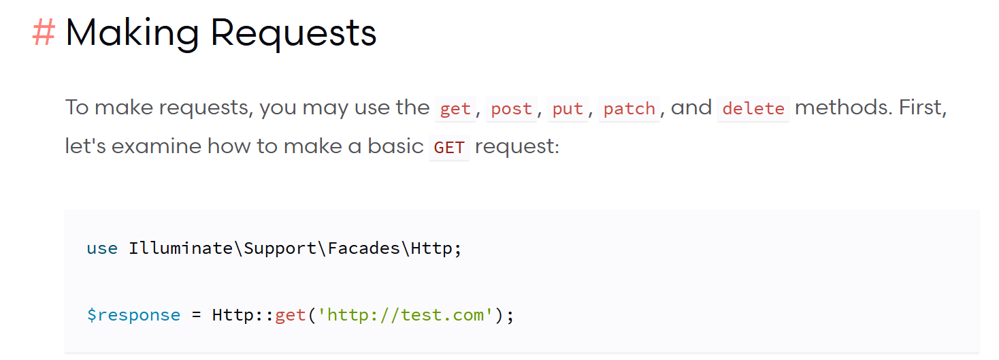 # Making Requests
To make requests, you may use the get, post, put, patch, and delete methods. First,
let's examine how to make a basic GET request:
use Illuminate\Support\Facades\Http;
$response = Http::get('http://test.com');